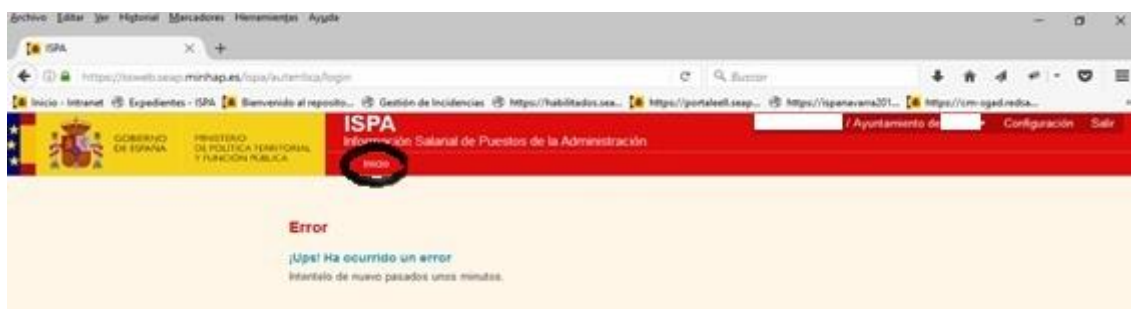 Archivo Editar Ver Historial Marcadores Herramientas Ayuda
ISPA
https://ssweb.seap.minhap.es/ispa/autentica/login
Buscar
Inicio - Intranet Expedientes - ISPA Bienvenido al reposito... Gestión de Incidencias https://habilitados.sea... https://portaleell.seap... https://ispanavarra201... https://crm-sgad.redsa...
GOBIERNO
DE ESPAÑA
MINISTERIO
DE POLÍTICA TERRITORIAL
Y FUNCIÓN PÚBLICA
ISPA
Información Salarial de Puestos de la Administración
/ Ayuntamiento de
Configuración
Salir
Inicio
Error
¡Ups! Ha ocurrido un error
Inténtelo de nuevo pasados unos minutos.